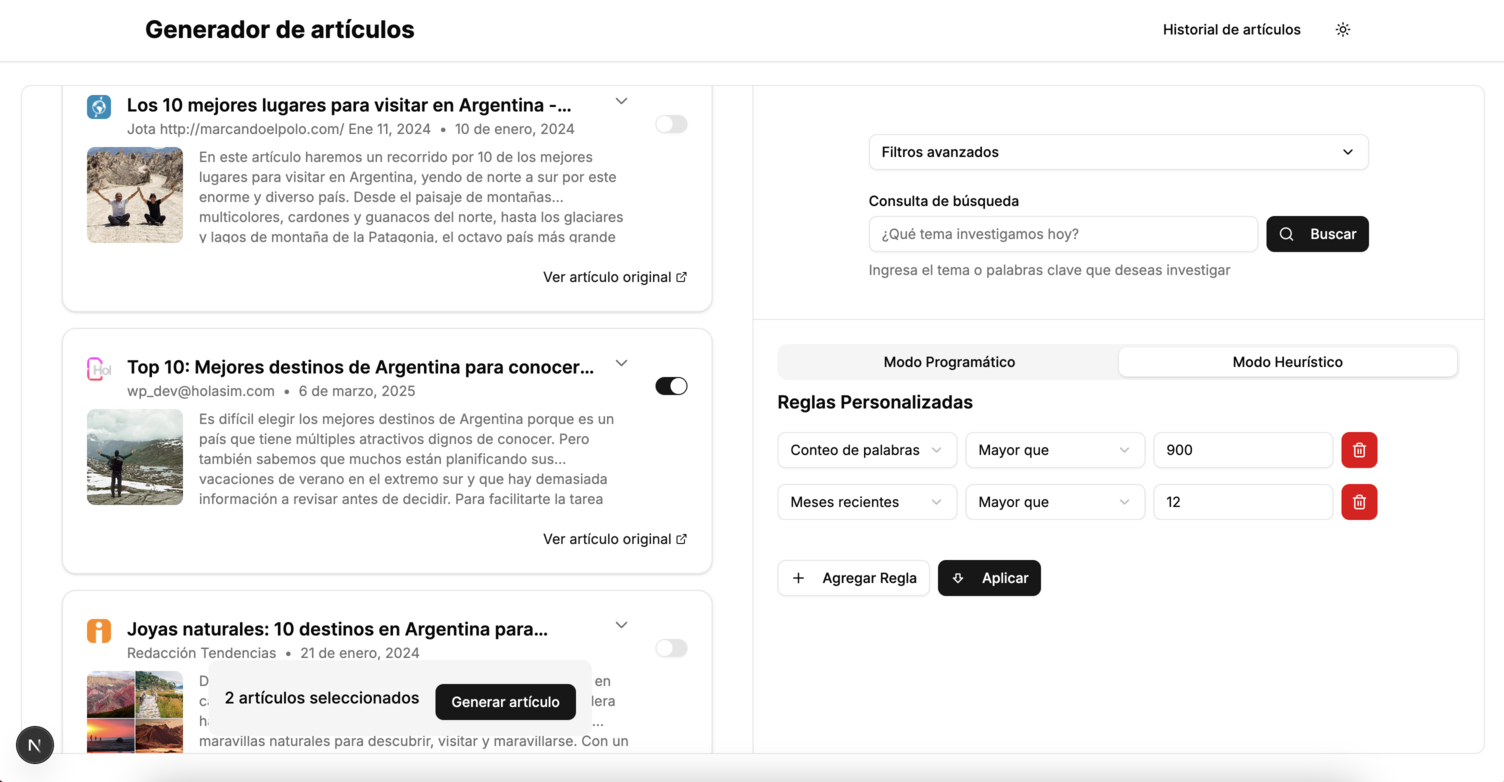 Generador de artículos
Historial de artículos
Los 10 mejores lugares para visitar en Argentina -...
Jota http://marcandoelpolo.com/ Ene 11, 2024 • 10 de enero, 2024
En este artículo haremos un recorrido por 10 de los mejores
lugares para visitar en Argentina, yendo de norte a sur por este
enorme y diverso país. Desde el paisaje de montañas...
multicolores, cardones y guanacos del norte, hasta los glaciares
y lagos de montaña de la Patagonia, el octavo país más grande
Ver artículo original
Hol
Top 10: Mejores destinos de Argentina para conocer...
wp_dev@holasim.com • 6 de marzo, 2025
Es difícil elegir los mejores destinos de Argentina porque es un
país que tiene múltiples atractivos dignos de conocer. Pero
también sabemos que muchos están planificando sus...
vacaciones de verano en el extremo sur y que hay demasiada
información a revisar antes de decidir. Para facilitarte la tarea
Ver artículo original
Joyas naturales: 10 destinos en Argentina para...
Redacción Tendencias • 21 de enero, 2024
en
...
maravillas naturales para descubrir, visitar y maravillarse. Con un
2 artículos seleccionados
Generar artículo
N
Filtros avanzados
Consulta de búsqueda
¿Qué tema investigamos hoy?
Buscar
Ingresa el tema o palabras clave que deseas investigar
Modo Programático
Modo Heurístico
Reglas Personalizadas
Conteo de palabras Mayor que 900
Meses recientes Mayor que 12
+ Agregar Regla
Aplicar